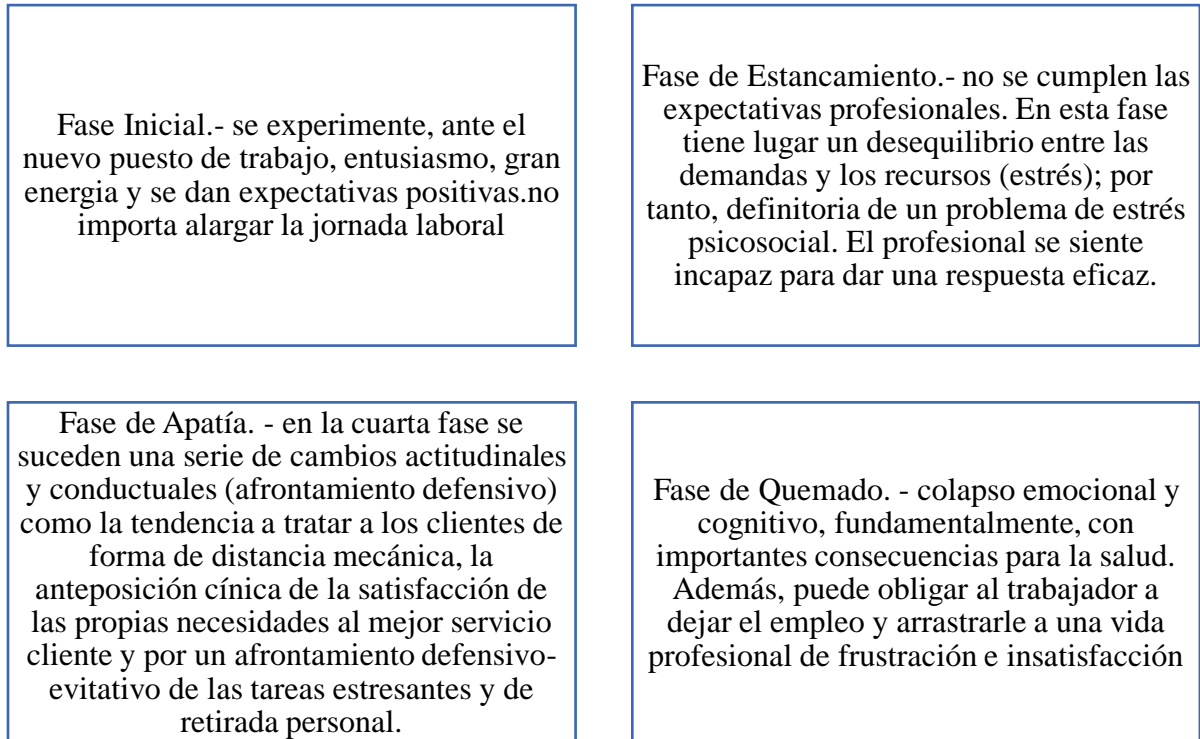 Fase Inicial.- se experimente, ante el
nuevo puesto de trabajo, entusiasmo, gran
energia y se dan expectativas positivas.no
importa alargar la jornada laboral
Fase de Estancamiento.- no se cumplen las
expectativas profesionales. En esta fase
tiene lugar un desequilibrio entre las
demandas y los recursos (estrés); por
tanto, definitoria de un problema de estrés
psicosocial. El profesional se siente
incapaz para dar una respuesta eficaz.
Fase de Apatía. - en la cuarta fase se
suceden una serie de cambios actitudinales
y conductuales (afrontamiento defensivo)
como la tendencia a tratar a los clientes de
forma de distancia mecánica, la
anteposición cínica de la satisfacción de
las propias necesidades al mejor servicio
cliente y por un afrontamiento defensivo-
evitativo de las tareas estresantes y de
retirada personal.
Fase de Quemado. - colapso emocional y
cognitivo, fundamentalmente, con
importantes consecuencias para la salud.
Además, puede obligar al trabajador a
dejar el empleo y arrastrarle a una vida
profesional de frustración e insatisfacción